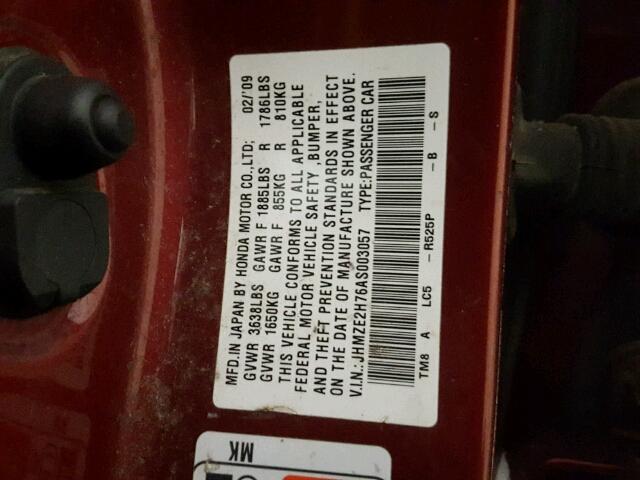 MFD.IN JAPAN BY HONDA MOTOR CO.,LTD; 02/'09
GVWR 3638LBS GAWR F 1885LBS R 1786LBS
GVWR 1650KG GAWR F 855KG R 810KG
THIS VEHICLE CONFORMS TO ALL APPLICABLE
FEDERAL MOTOR VEHICLE SAFETY ,BUMPER,
AND THEFT PREVENTION STANDARDS IN EFFECT
ON THE DATE OF MANUFACTURE SHOWN ABOVE.
V.I.N.:JHMZE2H76AS003057 TYPE:PASSENGER CAR
TM8 A LC5 - R525P - B - S
MK